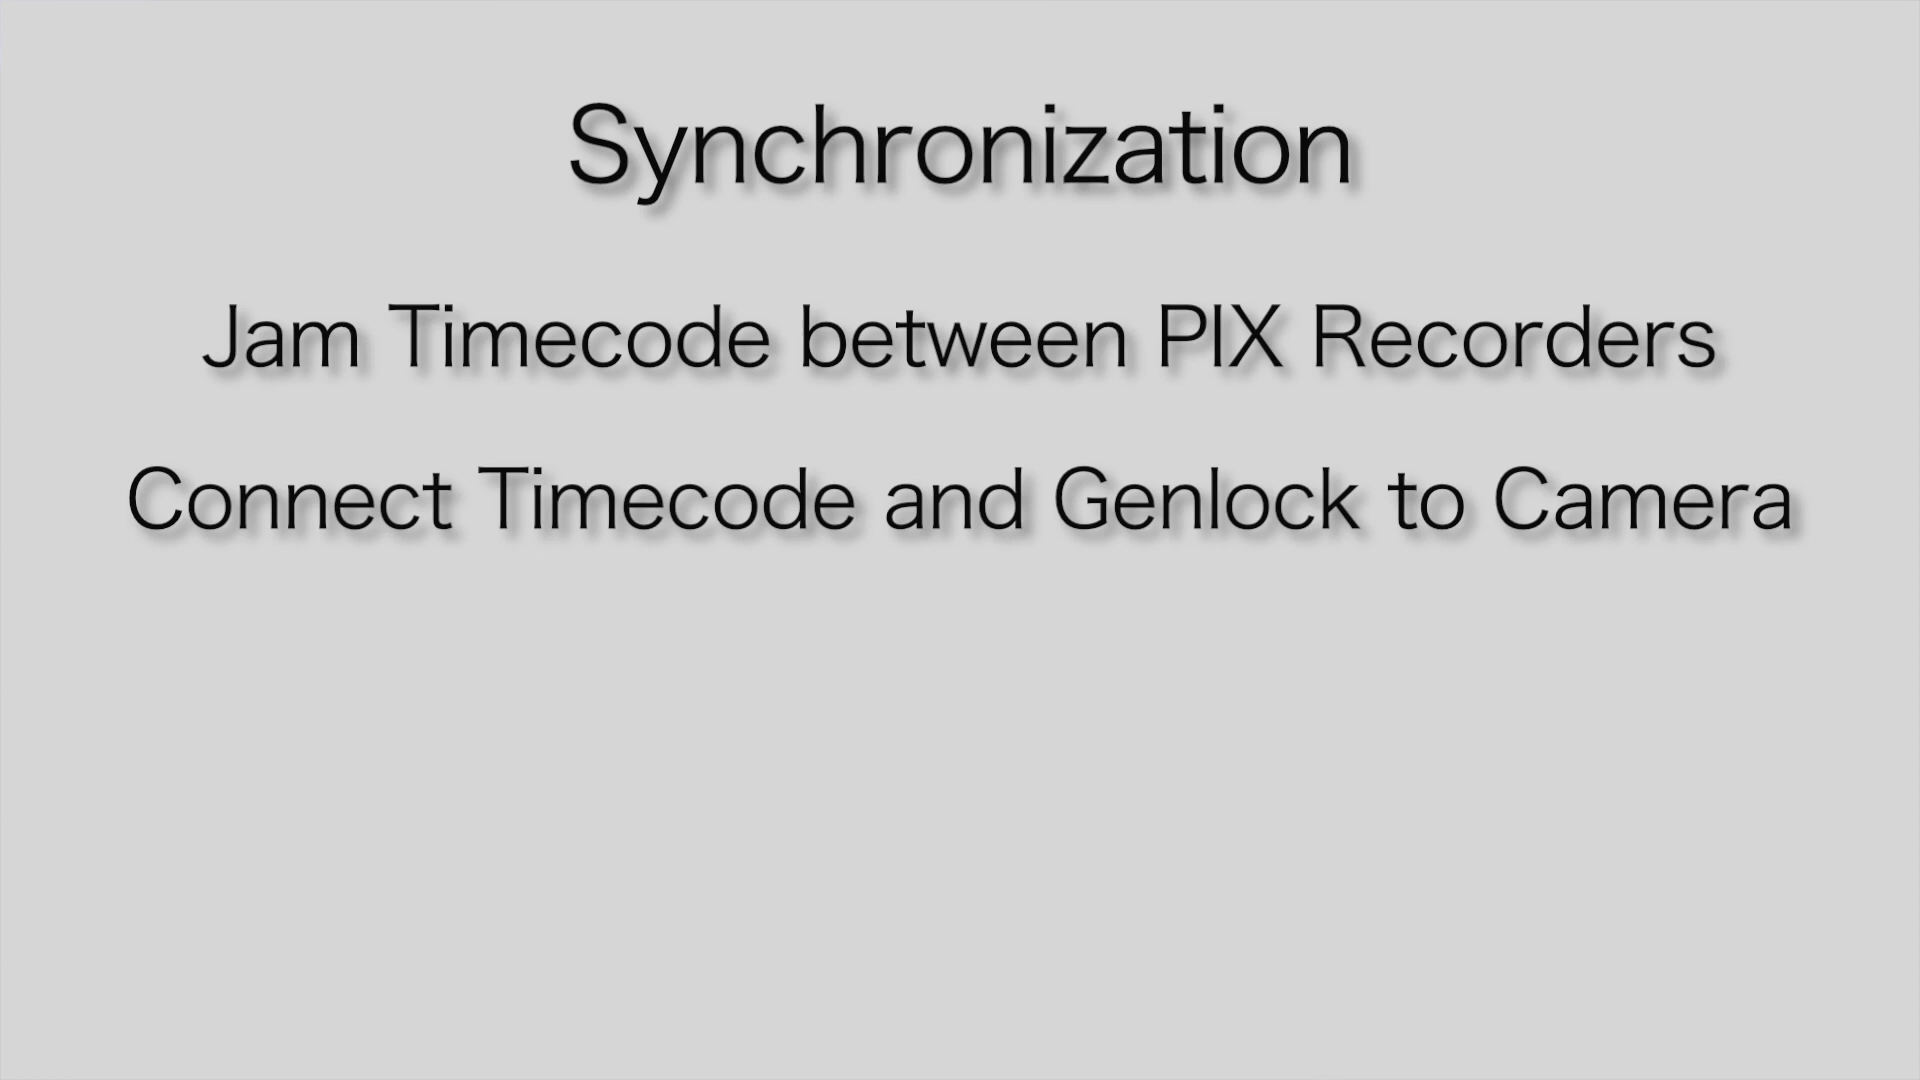 Synchronization
Jam Timecode between PIX Recorders
Connect Timecode and Genlock to Camera